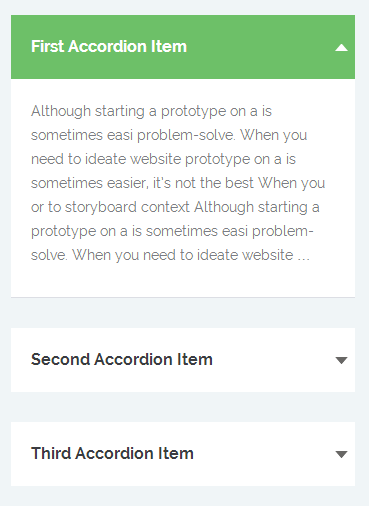 First Accordion Item
Although starting a prototype on a is
sometimes easi problem-solve. When you
need to ideate website prototype on a is
sometimes easier, it's not the best When you
or to storyboard context Although starting a
prototype on a is sometimes easi problem-
solve. When you need to ideate website ...
Second Accordion Item
Third Accordion Item